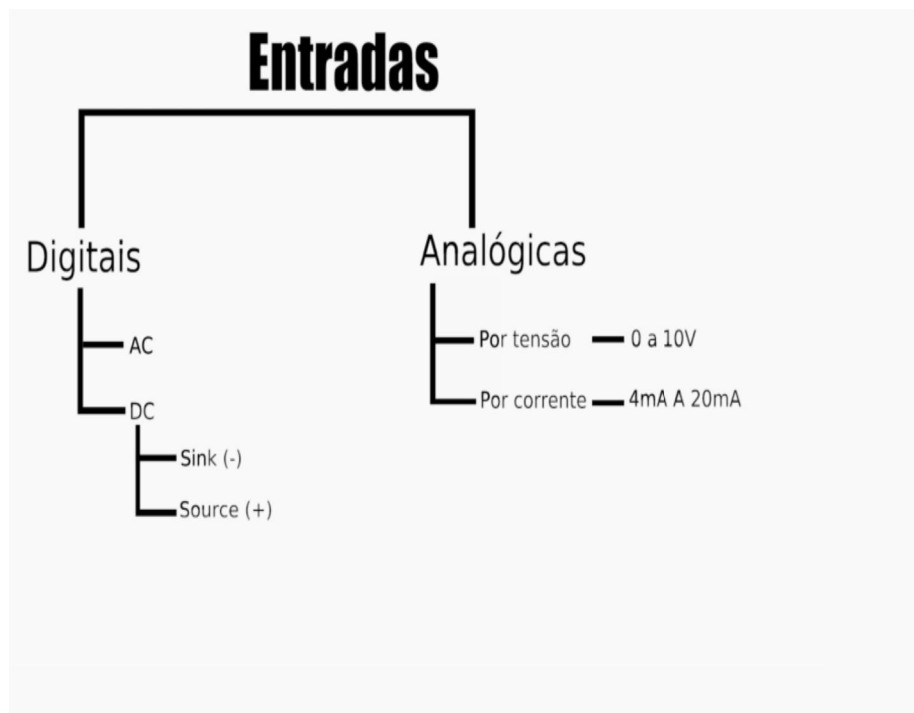 Entradas
Digitais
AC
DC
Sink (-)
Source (+)
Analógicas
Por tensão
0 a 10V
Por corrente
4mA A 20mA